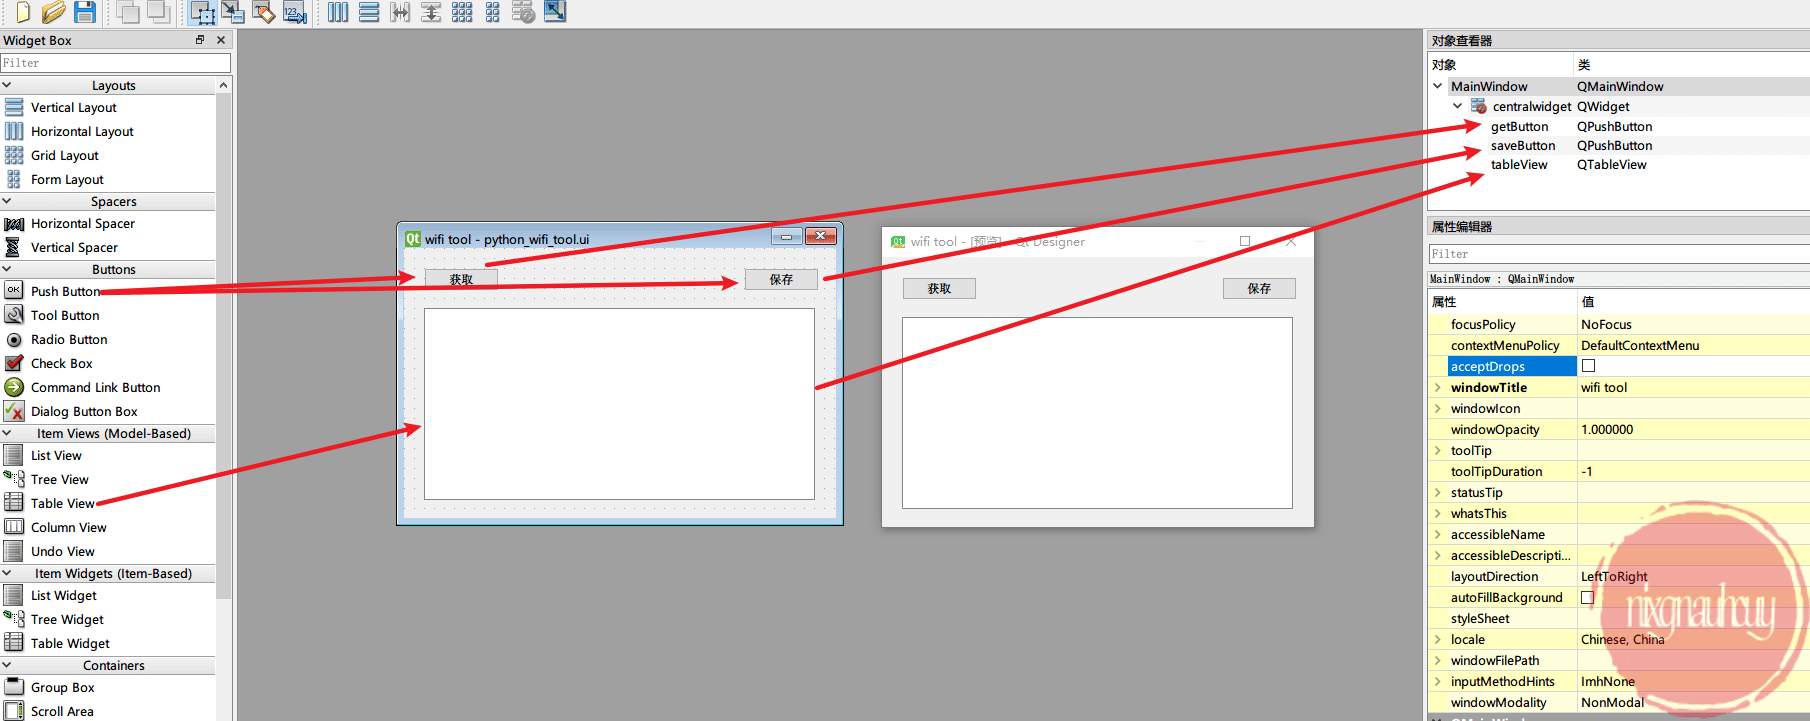 Widget Box
Filter
Layouts
Vertical Layout
Horizontal Layout
Grid Layout
Form Layout
Spacers
Horizontal Spacer
Vertical Spacer
Buttons
Push Button
Tool Button
Radio Button
Check Box
Command Link Button
Dialog Button Box
Item Views (Model-Based)
List View
Tree View
Table View
Column View
Undo View
Item Widgets (Item-Based)
List Widget
Tree Widget
Table Widget
Containers
Group Box
Scroll Area
wifi tool - python_wifi_tool.ui
获取
保存
wifi tool - [预览] - Qt Designer
获取
保存
对象查看器
对象 类
MainWindow QMainWindow
centralwidget QWidget
getButton QPushButton
saveButton QPushButton
tableView QTableView
属性编辑器
Filter
MainWindow : QMainWindow
属性 值
focusPolicy NoFocus
contextMenuPolicy DefaultContextMenu
acceptDrops
windowTitle wifi tool
windowIcon
windowOpacity 1.000000
toolTip
toolTipDuration -1
statusTip
whatsThis
accessibleName
accessibleDescripti...
layoutDirection LeftToRight
autoFillBackground
styleSheet
locale Chinese, China
windowFilePath
inputMethodHints ImhNone
windowModality NonModal